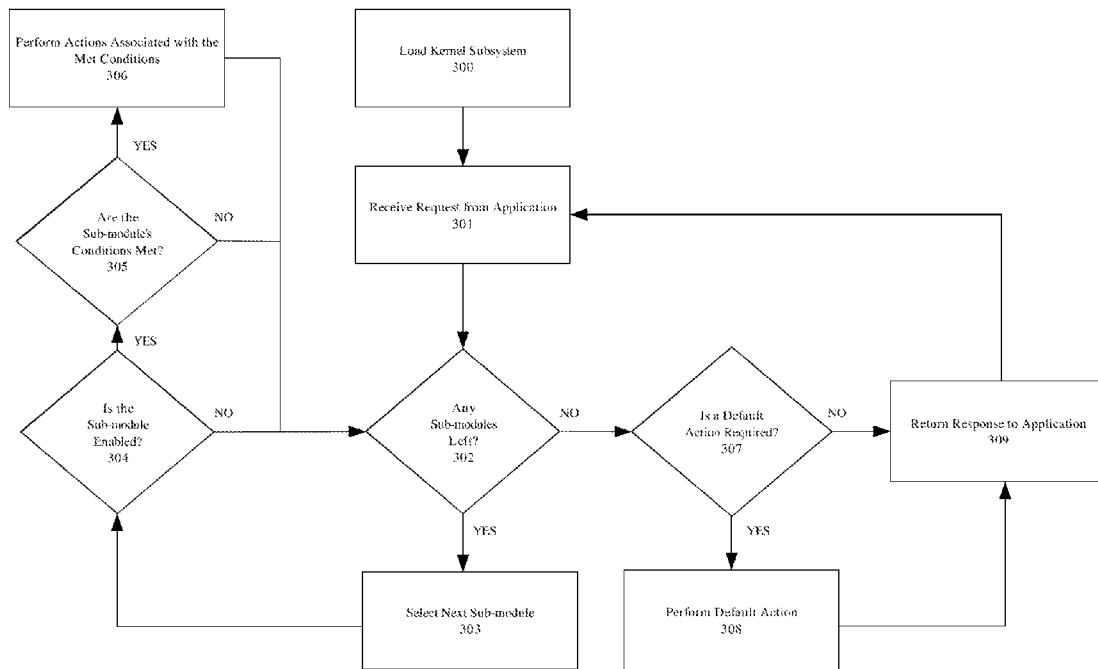 Perform Actions Associated with the
Met Conditions
306
Load Kernel Subsystem
300
YES
Receive Request from Application
301
Are the
Sub-module's
Conditions Met?
305
NO
YES
Is the
Sub-module
Enabled?
304
NO
Any
Sub-modules
Left?
302
NO
Is a Default
Action Required?
307
NO
Return Response to Application
309
YES
YES
Select Next Sub-module
303
Perform Default Action
308